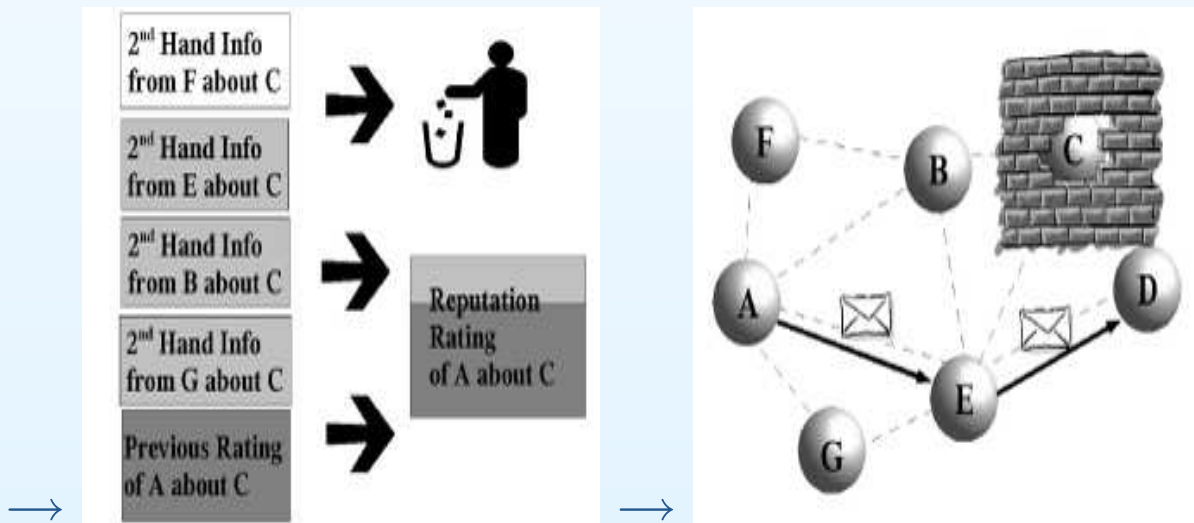 2nd Hand Info
from F about C
2nd Hand Info
from E about C
2nd Hand Info
from B about C
2nd Hand Info
from G about C
Previous Rating
of A about C
Reputation
Rating
of A about C
F
B
C
A
D
E
G